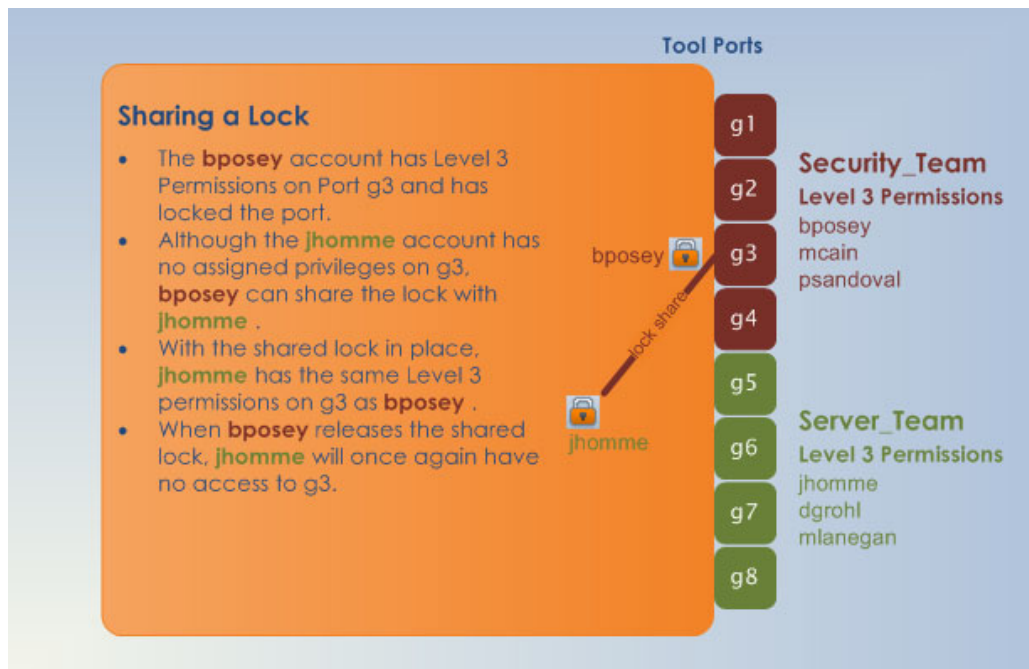 Tool Ports
Sharing a Lock
• The bposey account has Level 3
Permissions on Port g3 and has
locked the port.
• Although the jhomme account has
no assigned privileges on g3,
bposey can share the lock with
jhomme .
• With the shared lock in place,
jhomme has the same Level 3
permissions on g3 as bposey .
• When bposey releases the shared
lock, jhomme will once again have
no access to g3.
bposey
lock share
jhomme
g1
g2
g3
g4
g5
g6
g7
g8
Security_Team
Level 3 Permissions
bposey
mcain
psandoval
Server_Team
Level 3 Permissions
jhomme
dgrohl
mlanegan